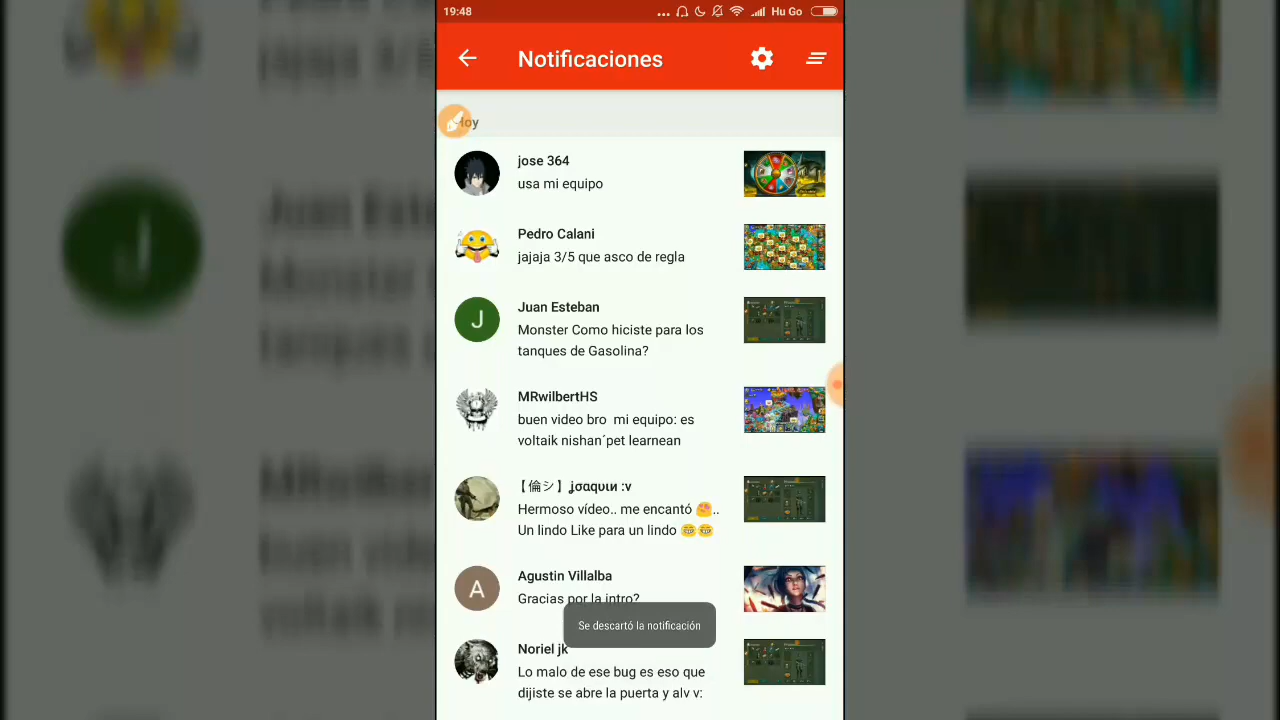 19:48
Hu Go
Notificaciones
Hoy
jose 364
usa mi equipo
Pedro Calani
jajaja 3/5 que asco de regla
J
Juan Esteban
Monster Como hiciste para los
tanques de Gasolina?
MRwilbertHS
buen video bro mi equipo: es
voltaik nishan´pet learnean
【倫シ】ʝσαqυιи :v
Hermoso vídeo.. me encantó 😍..
Un lindo Like para un lindo 😁😁
A
Agustin Villalba
Gracias por la intro?
Se descartó la notificación
Noriel jk
Lo malo de ese bug es eso que
dijiste se abre la puerta y alv v: